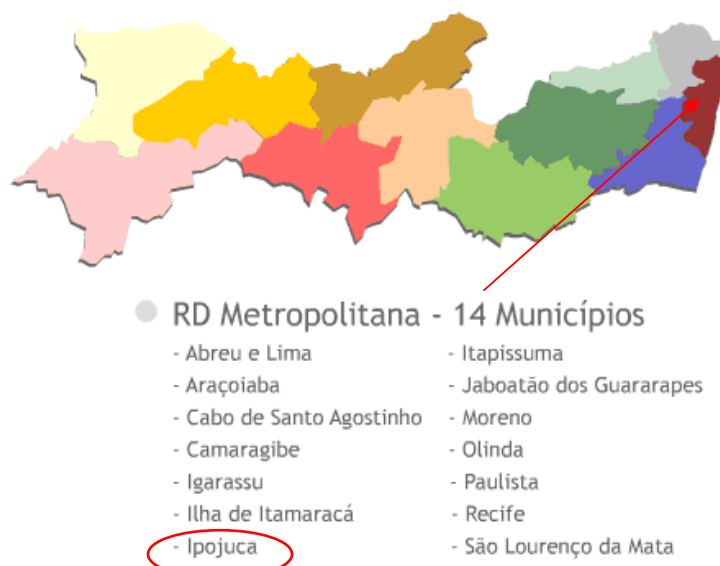 RD Metropolitana - 14 Municípios
- Abreu e Lima
- Araçoiaba
- Cabo de Santo Agostinho
- Camaragibe
- Igarassu
- Ilha de Itamaracá
- Ipojuca
- Itapissuma
- Jaboatão dos Guararapes
- Moreno
- Olinda
- Paulista
- Recife
- São Lourenço da Mata